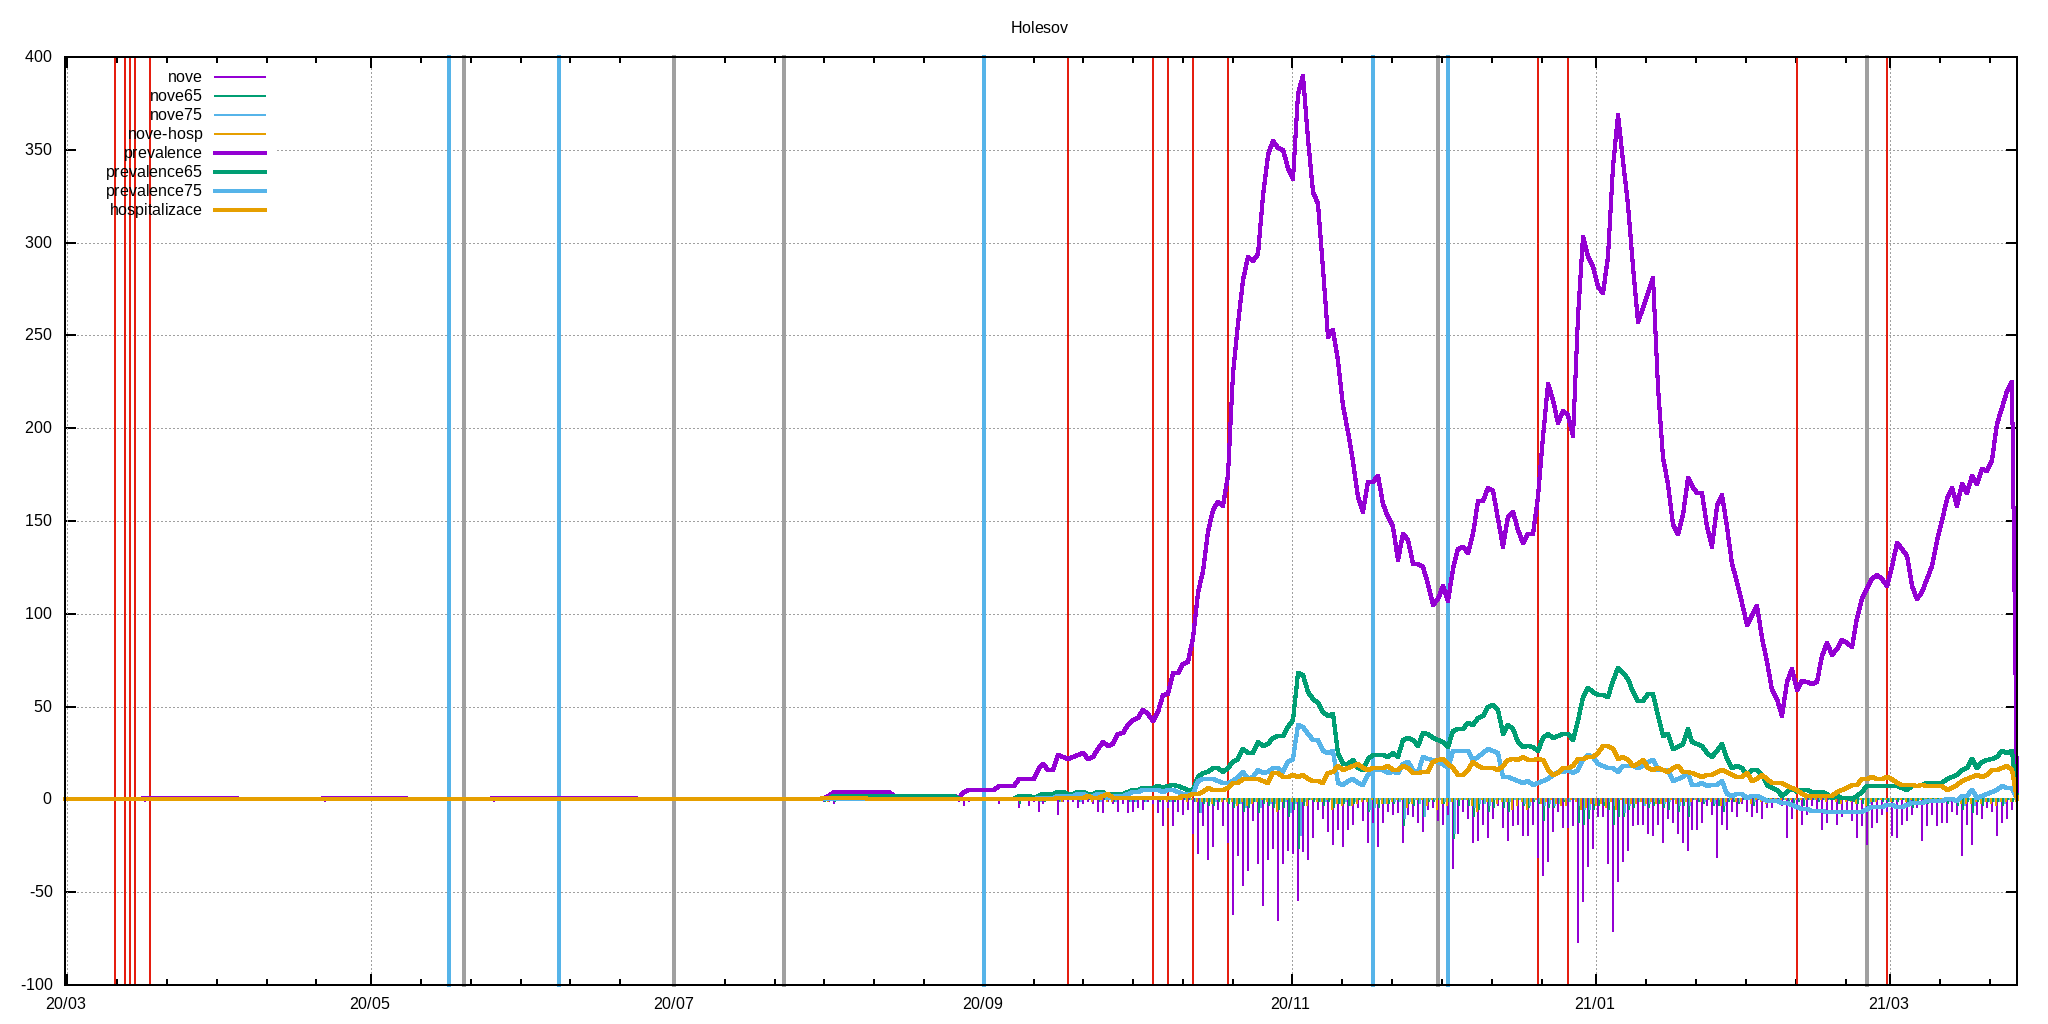 Holesov
400
350
300
250
200
150
100
50
0
-50
-100
nove
nove65
nove75
nove-hosp
prevalence
prevalence65
prevalence75
hospitalizace
20/03 20/05 20/07 20/09 20/11 21/01 21/03